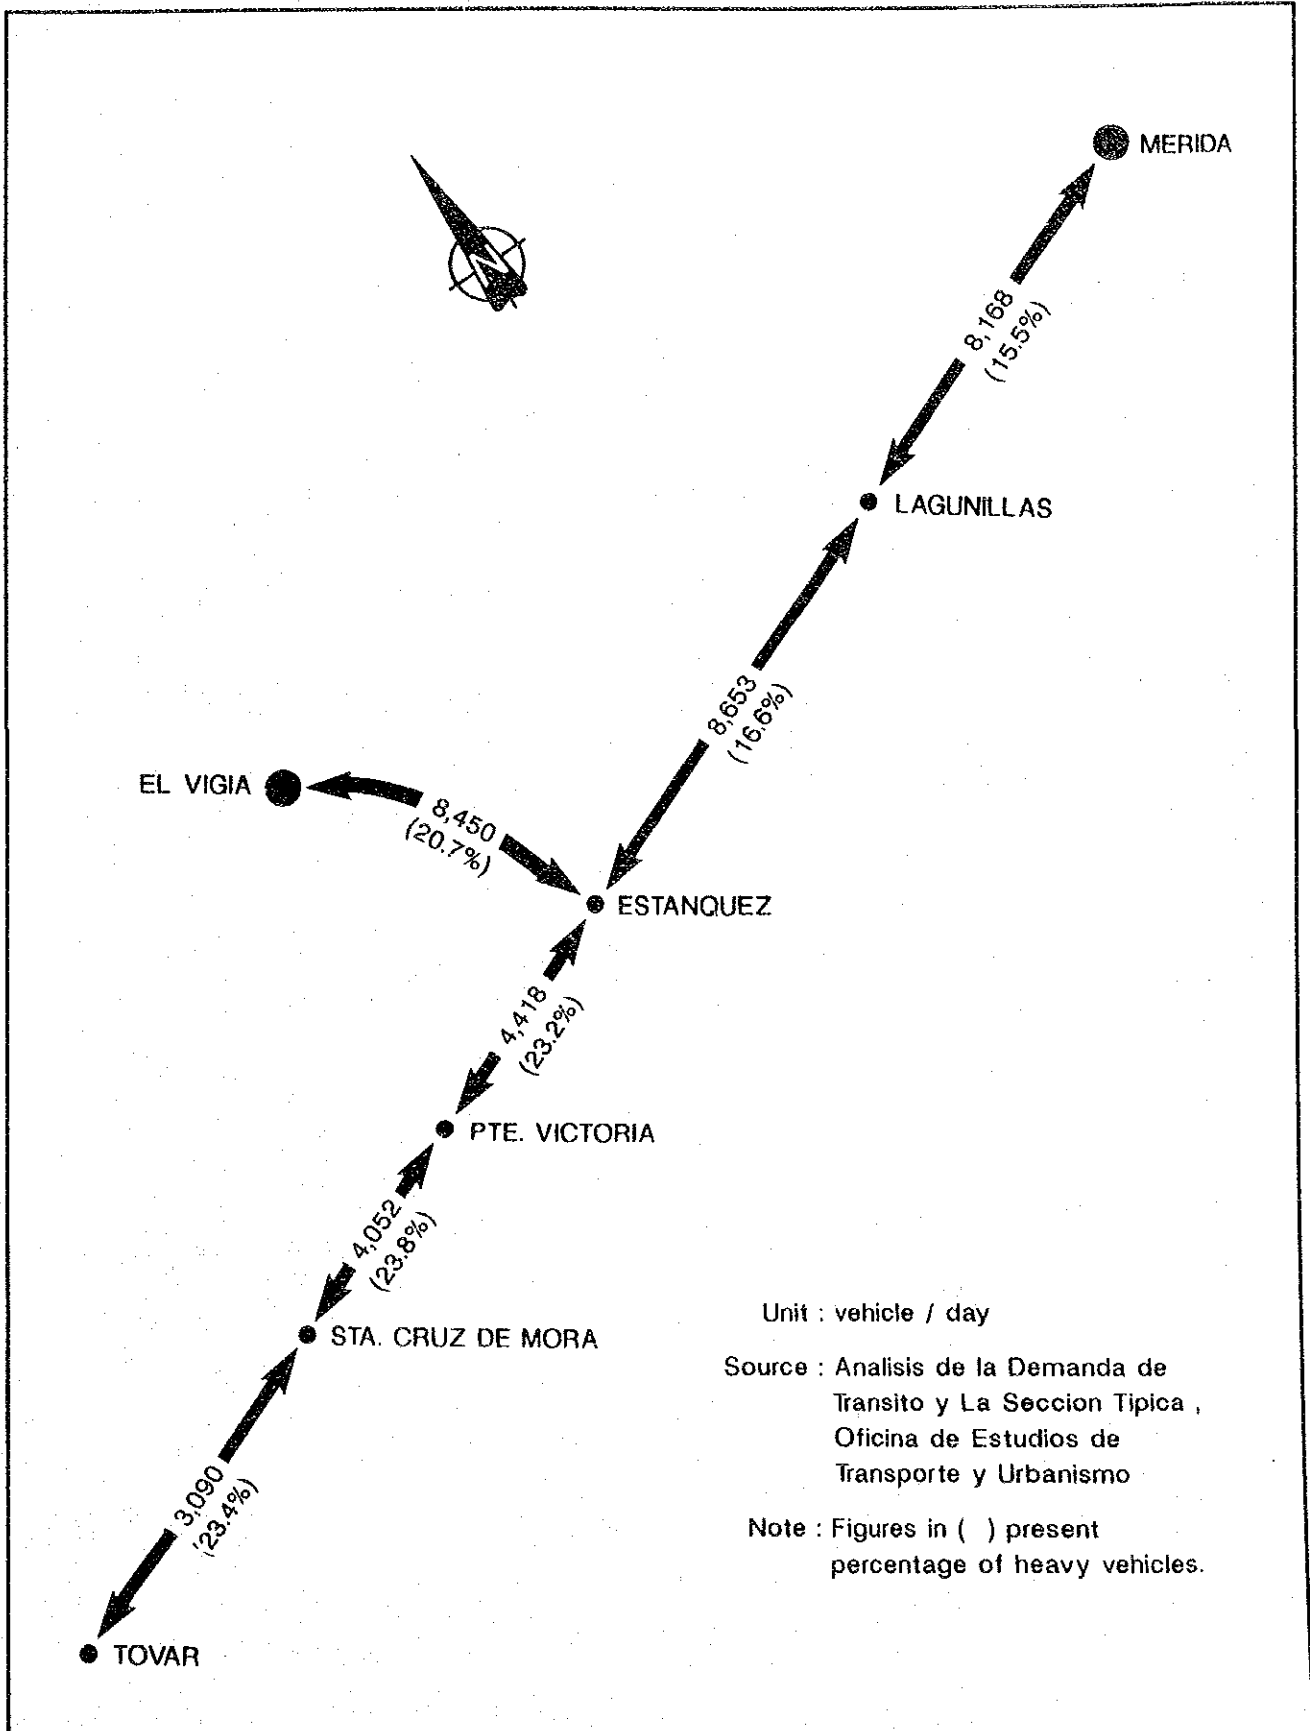 MERIDA
N
8,168
(15.5%)
LAGUNILLAS
8,653
(16.6%)
EL VIGIA
8,450
(20.7%)
ESTANQUEZ
4,418
(23.2%)
PTE. VICTORIA
4,052
(23.8%)
STA. CRUZ DE MORA
3,090
(23.4%)
TOVAR
Unit : vehicle / day
Source : Analisis de la Demanda de
Transito y La Seccion Tipica ,
Oficina de Estudios de
Transporte y Urbanismo
Note : Figures in ( ) present
percentage of heavy vehicles.